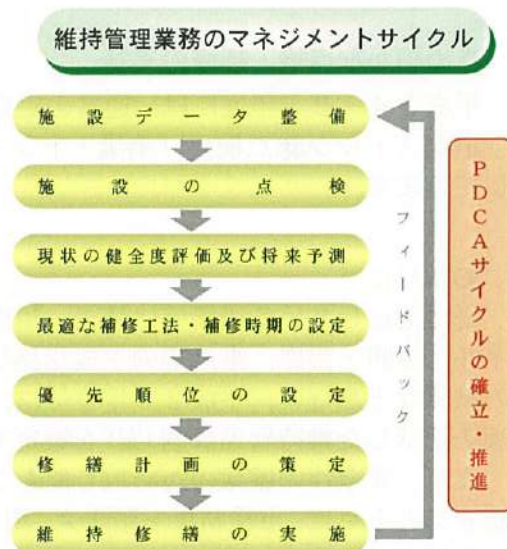 維持管理業務のマネジメントサイクル
施設データ整備
施設の点検
現状の健全度評価及び将来予測
最適な補修工法・補修時期の設定
優先順位の設定
修繕計画の策定
維持修繕の実施
フィードバック
PDCAサイクルの確立・推進